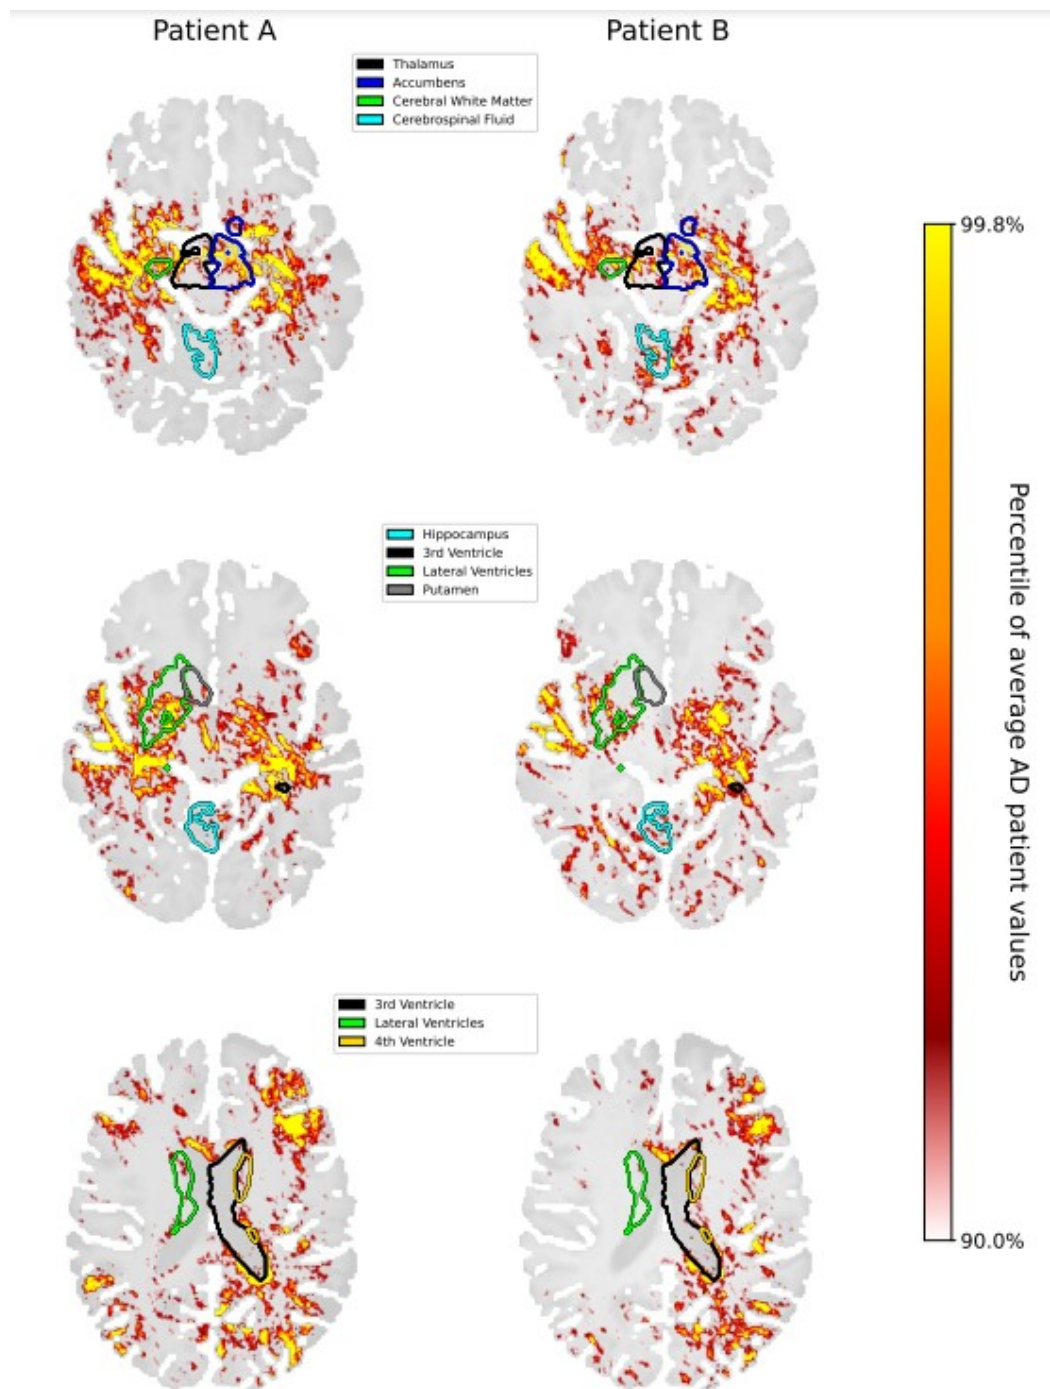 Patient A
Patient B
Thalamus
Accumbens
Cerebral White Matter
Cerebrospinal Fluid
99.8%
Percentile of average AD patient values
Hippocampus
3rd Ventricle
Lateral Ventricles
Putamen
3rd Ventricle
Lateral Ventricles
4th Ventricle
90.0%